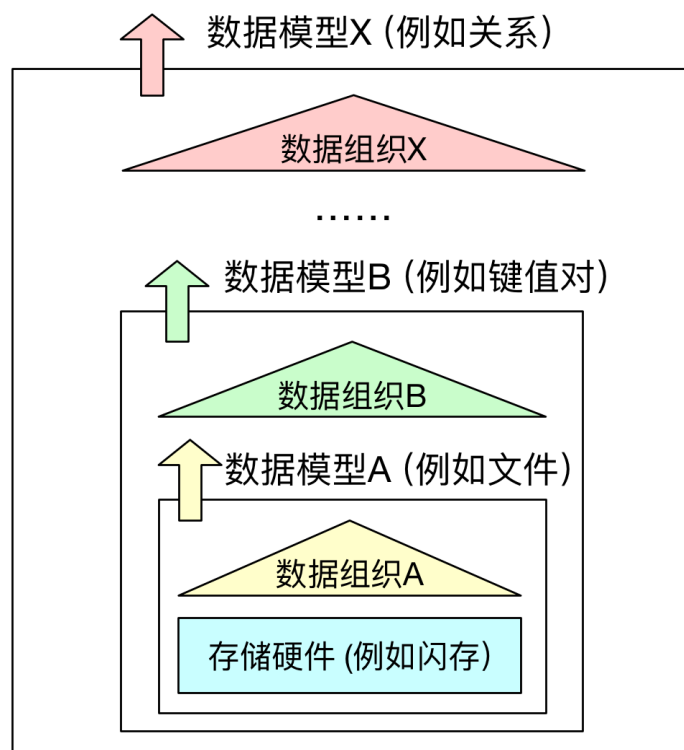 数据模型X (例如关系)
数据组织X
……
数据模型B (例如键值对)
数据组织B
数据模型A (例如文件)
数据组织A
存储硬件 (例如闪存)